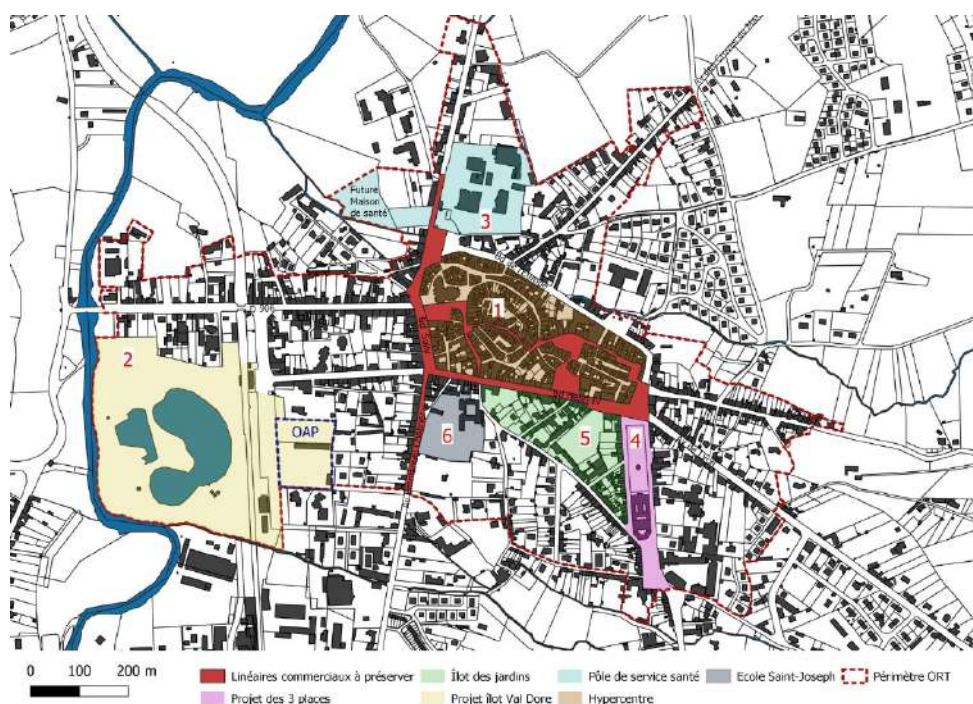 Future
Maison
de santé
3
1
2
OAP
6
5
4
0 100 200 m
Linéaires commerciaux à préserver
Îlot des jardins
Pôle de service santé
Ecole Saint-Joseph
Périmètre ORT
Projet des 3 places
Projet îlot Val Dore
Hypercentre